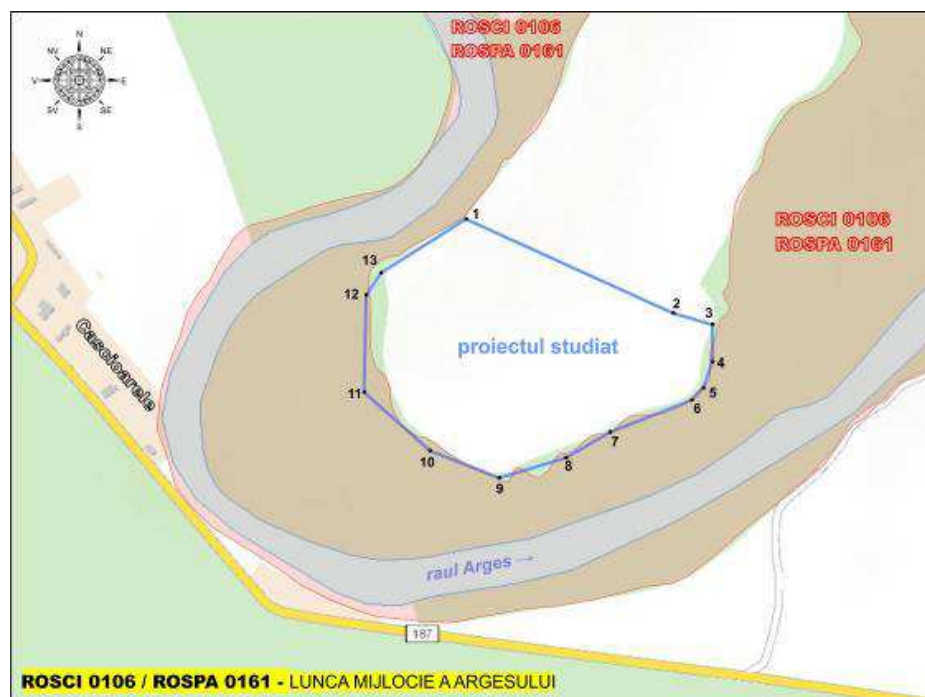 ROSCI 0106
ROSPA 0161
N
NV
NE
V
E
SV
SE
S
1
ROSCI 0106
ROSPA 0161
13
12
2
3
proiectul studiat
4
5
6
11
7
10
8
9
Cascioarele
raul Arges →
187
ROSCI 0106 / ROSPA 0161 - LUNCA MIJLOCIE A ARGESULUI